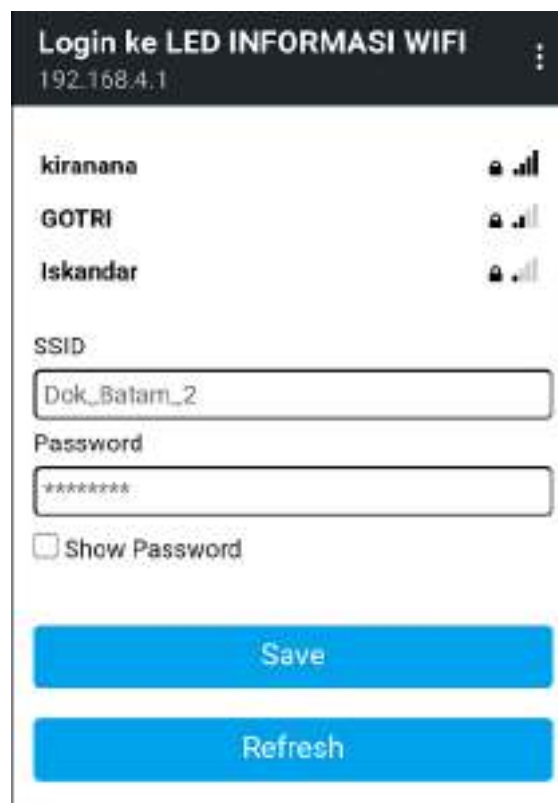 Login ke LED INFORMASI WIFI
192.168.4.1
kiranana
GOTRI
Iskandar
SSID
Dok_Batam_2
Password
********
Show Password
Save
Refresh